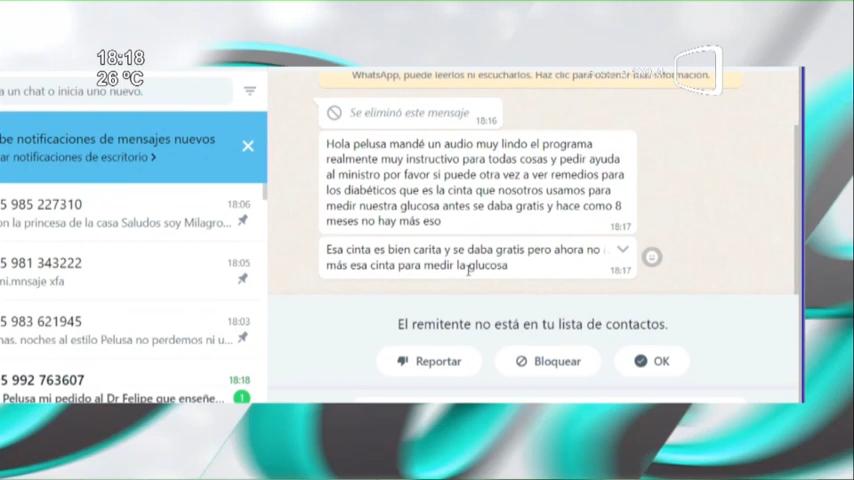 18:18
26 ºC
WhatsApp, puede leerlos ni escucharlos. Haz clic para obtener más información.
a un chat o inicia uno nuevo.
Se eliminó este mensaje
18:16
be notificaciones de mensajes nuevos
ar notificaciones de escritorio
Hola pelusa mandé un audio muy lindo el programa
realmente muy instructivo para todas cosas y pedir ayuda
al ministro por favor si puede otra vez a ver remedios para
los diabéticos que es la cinta que nosotros usamos para
medir nuestra glucosa antes se daba gratis y hace como 8
meses no hay más eso
18:17
5 985 227310
18:06
on la princesa de la casa Saludos soy Milagro...
Esa cinta es bien carita y se daba gratis pero ahora no
más esa cinta para medir la glucosa
18:17
5 981 343222
18:05
ni.mnsaje xfa
5 983 621945
18:03
nas. noches al estilo Pelusa no perdemos ni u...
El remitente no está en tu lista de contactos.
Reportar
Bloquear
OK
5 992 763607
18:18
Pelusa mi pedido al Dr Felipe que enseñe...
1